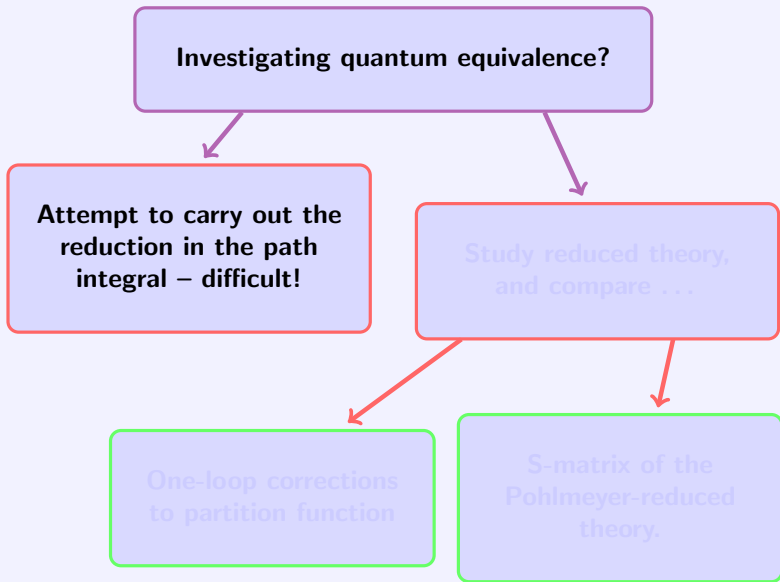 Investigating quantum equivalence?
Attempt to carry out the
reduction in the path
integral – difficult!
Study reduced theory,
and compare . . .
One-loop corrections
to partition function
S-matrix of the
Pohlmeyer-reduced
theory.